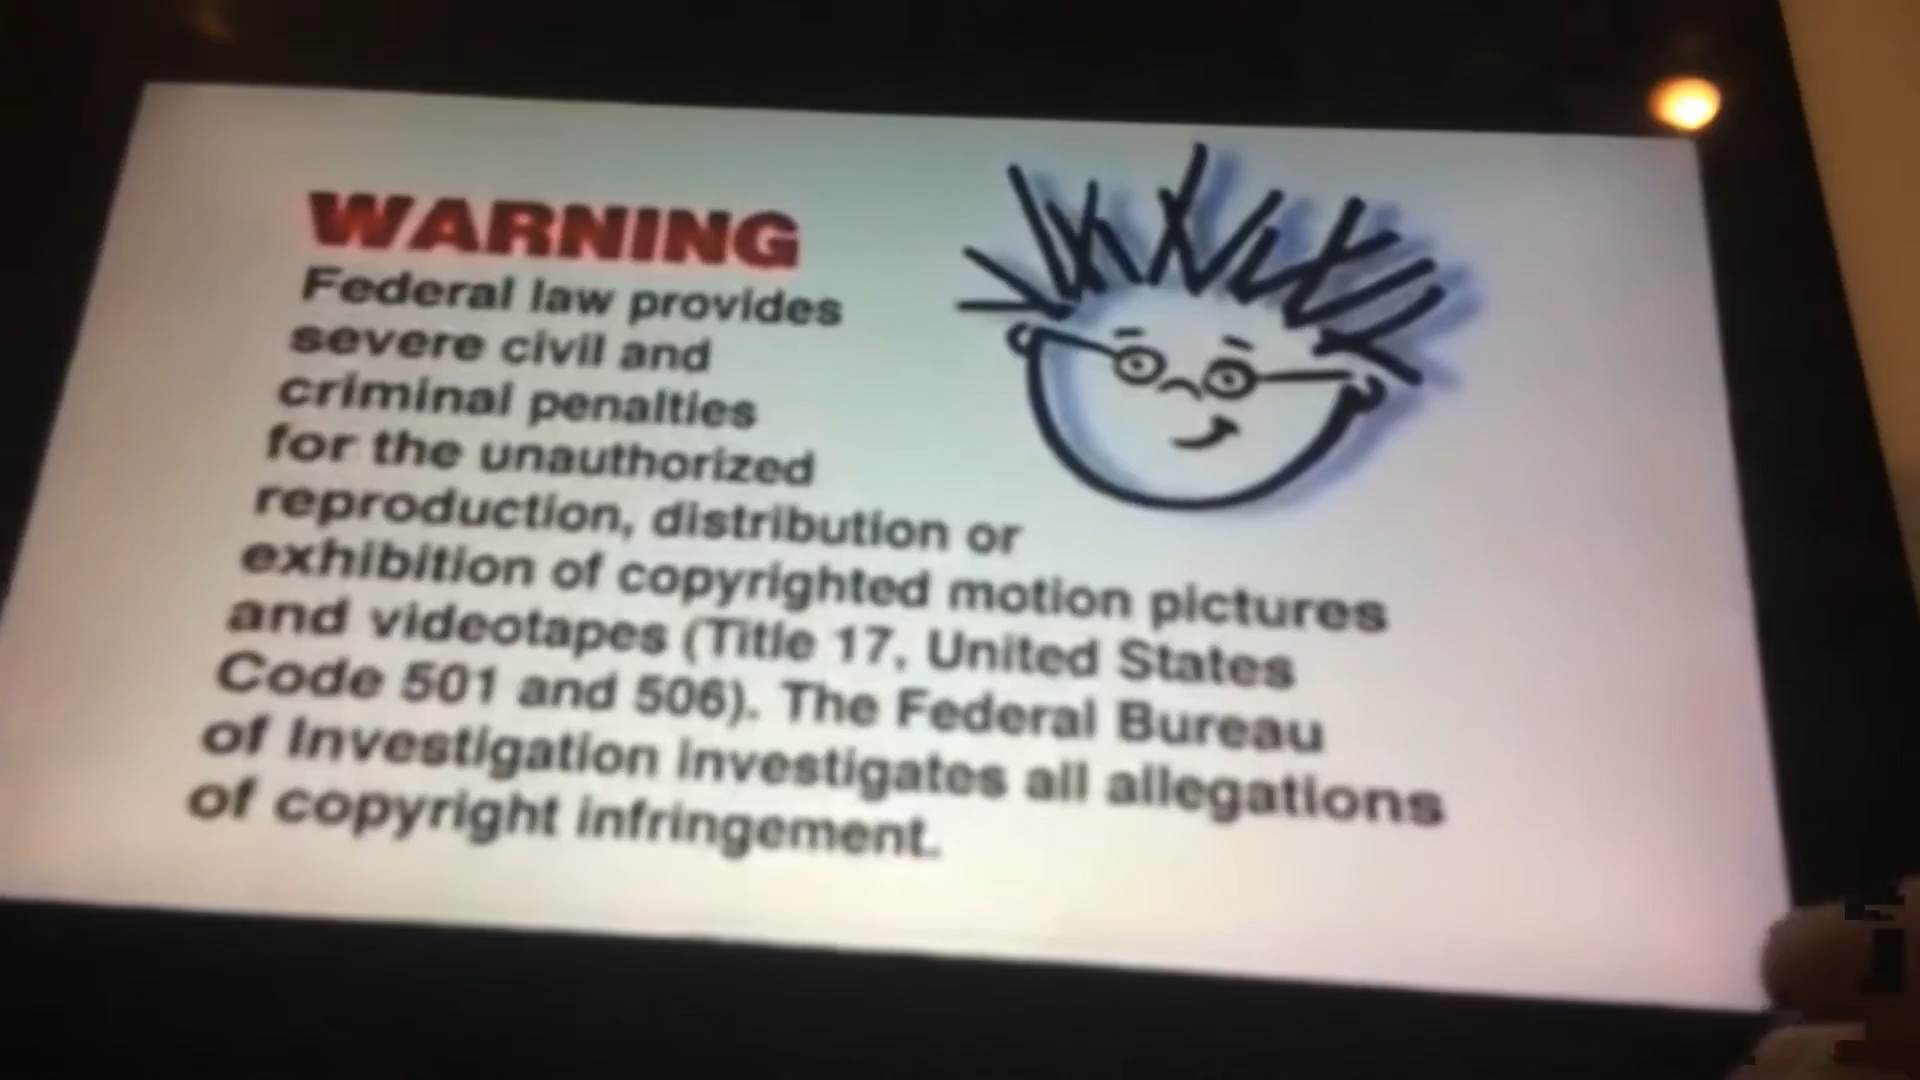 WARNING
Federal law provides
severe civil and
criminal penalties
for the unauthorized
reproduction, distribution or
exhibition of copyrighted motion pictures
and videotapes (Title 17, United States
Code 501 and 506). The Federal Bureau
of Investigation investigates all allegations
of copyright infringement.